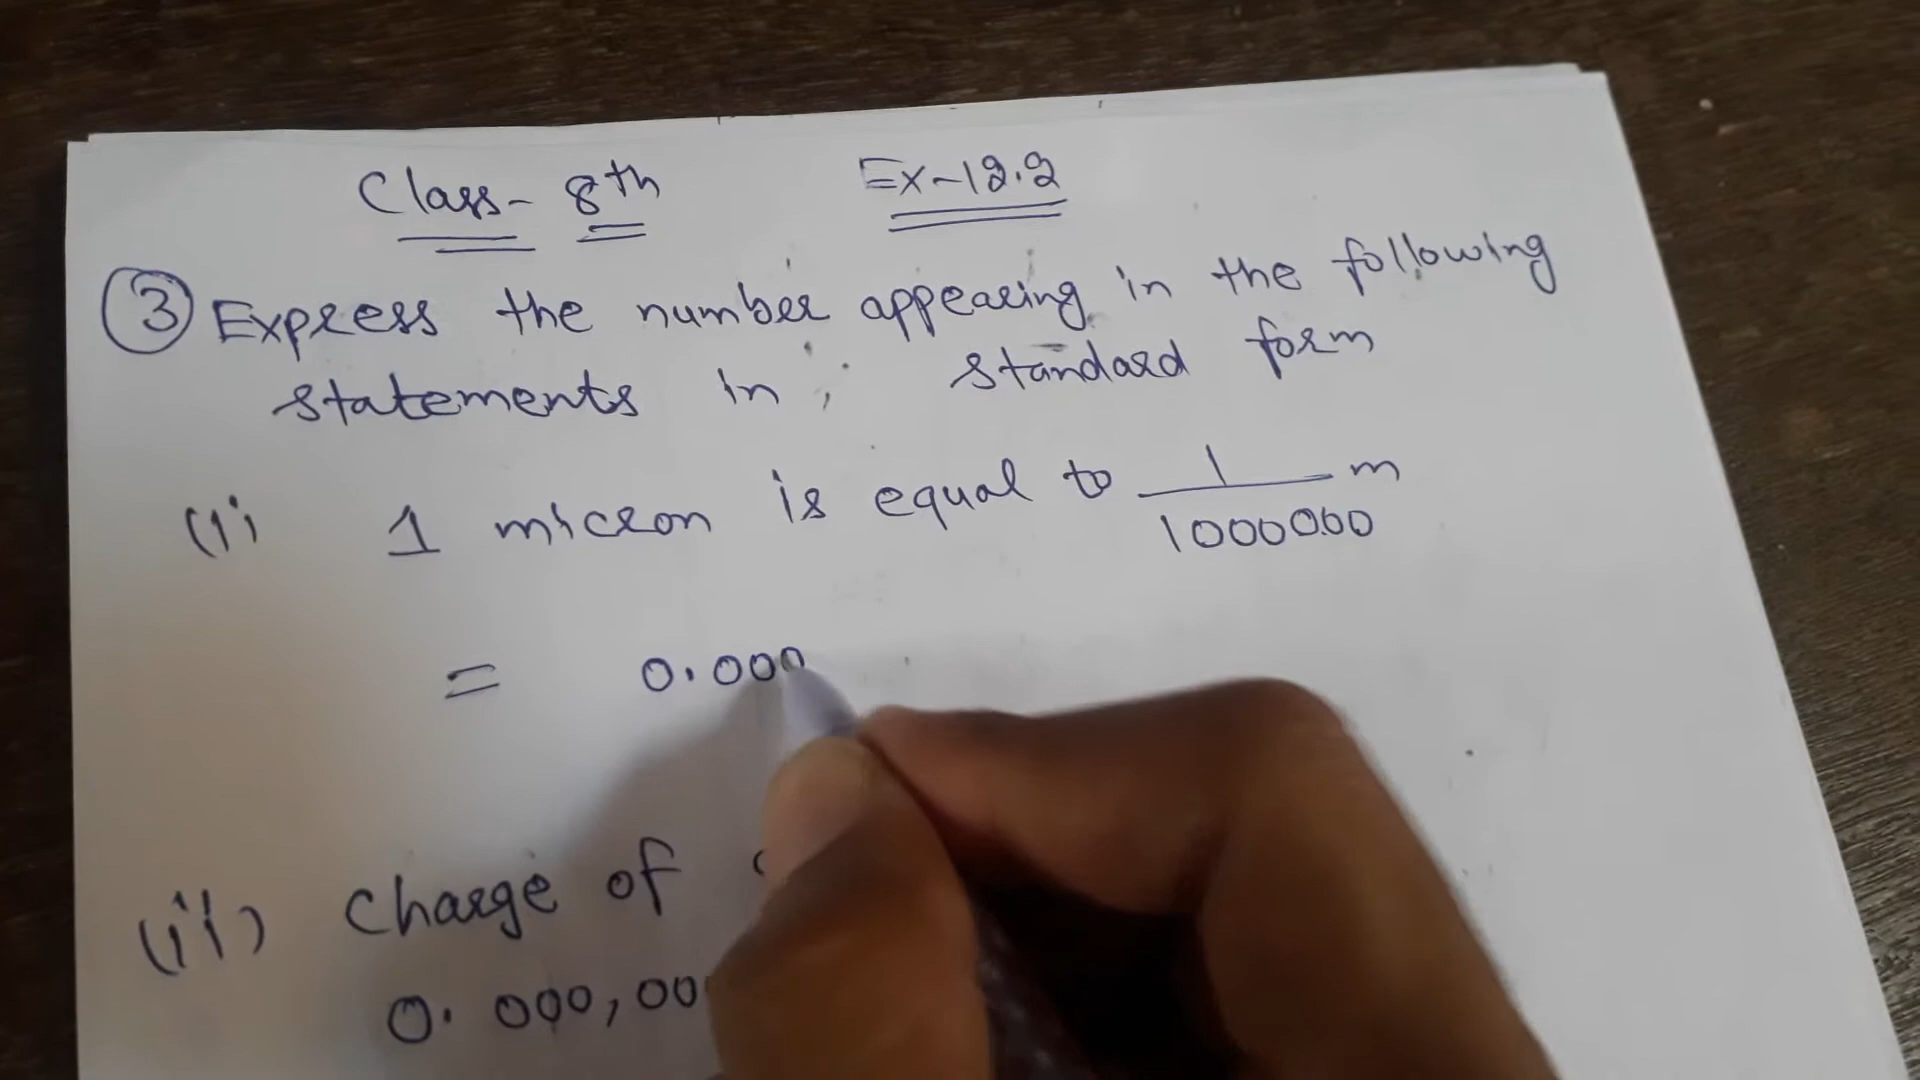 Class- 8th Ex-12.2
3 Express the number appearing in the following
statements in standard form
(i) 1 micron is equal to 1/1000000 m
= 0.000
(ii) Charge of
0.000,00